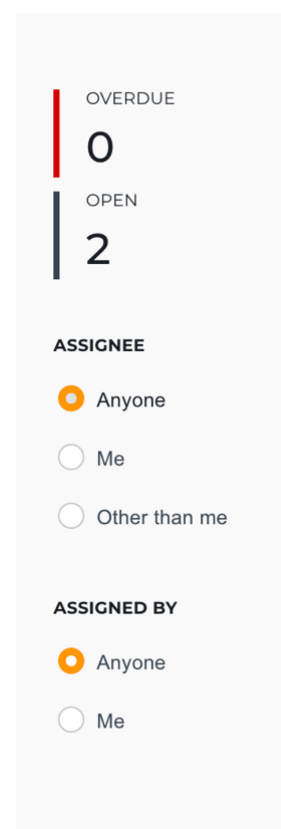 OVERDUE
0
OPEN
2
ASSIGNEE
Anyone
Me
Other than me
ASSIGNED BY
Anyone
Me